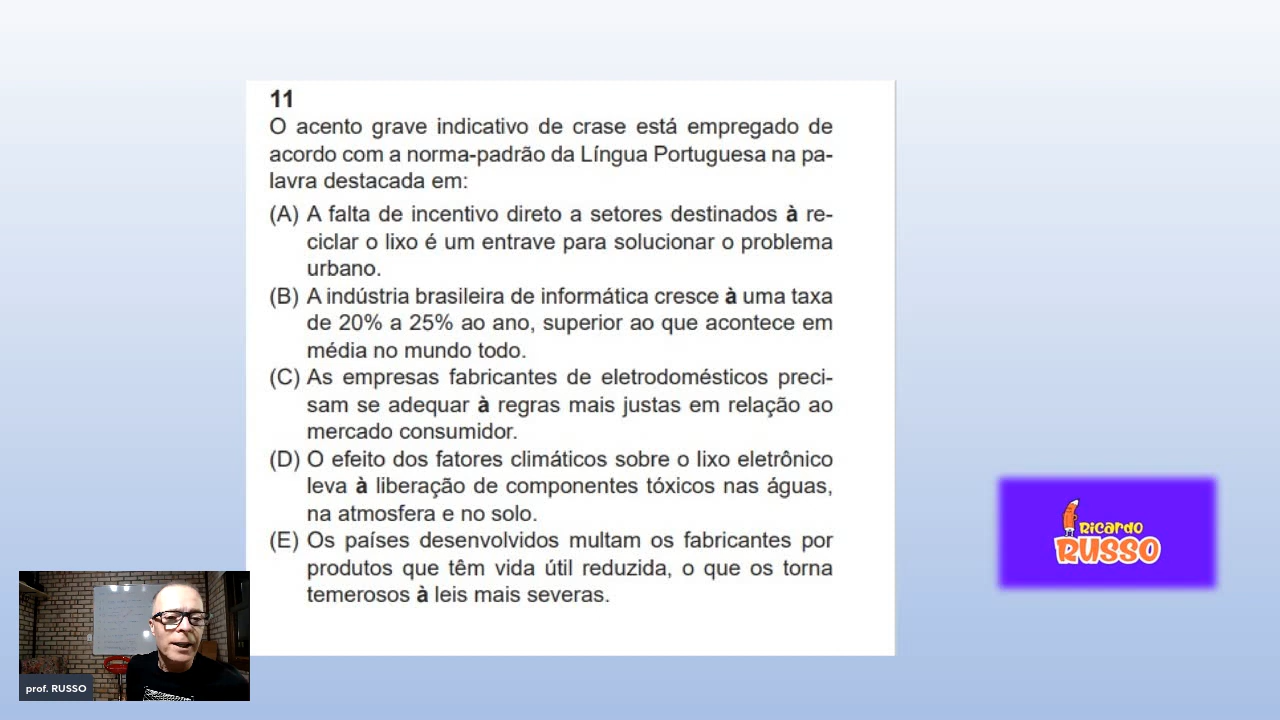 11
O acento grave indicativo de crase está empregado de
acordo com a norma-padrão da Língua Portuguesa na pa-
lavra destacada em:
(A) A falta de incentivo direto a setores destinados à re-
ciclar o lixo é um entrave para solucionar o problema
urbano.
(B) A indústria brasileira de informática cresce à uma taxa
de 20% a 25% ao ano, superior ao que acontece em
média no mundo todo.
(C) As empresas fabricantes de eletrodomésticos preci-
sam se adequar à regras mais justas em relação ao
mercado consumidor.
(D) O efeito dos fatores climáticos sobre o lixo eletrônico
leva à liberação de componentes tóxicos nas águas,
na atmosfera e no solo.
(E) Os países desenvolvidos multam os fabricantes por
produtos que têm vida útil reduzida, o que os torna
temerosos à leis mais severas.
RICARDO
RUSSO
prof. RUSSO